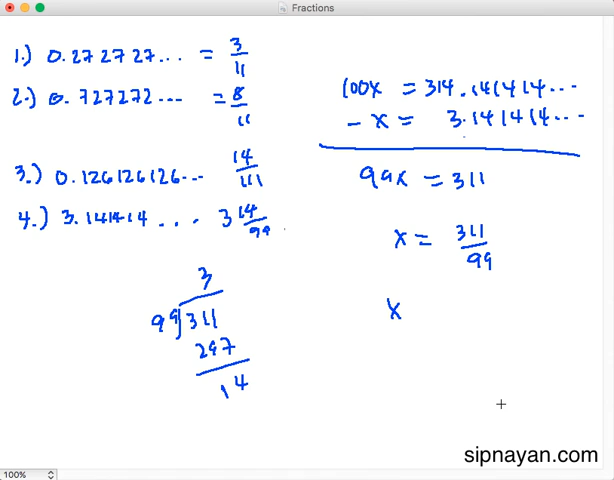 Fractions
1.) 0.272727... = 3/11
2.) 0.727272... = 8/11
3.) 0.126126126... 14/111
4.) 3.141414... 3 14/99
3
99 311
297
14
100x = 314.141414...
- x = 3.141414...
99x = 311
x = 311/99
x
sipnayan.com
100%